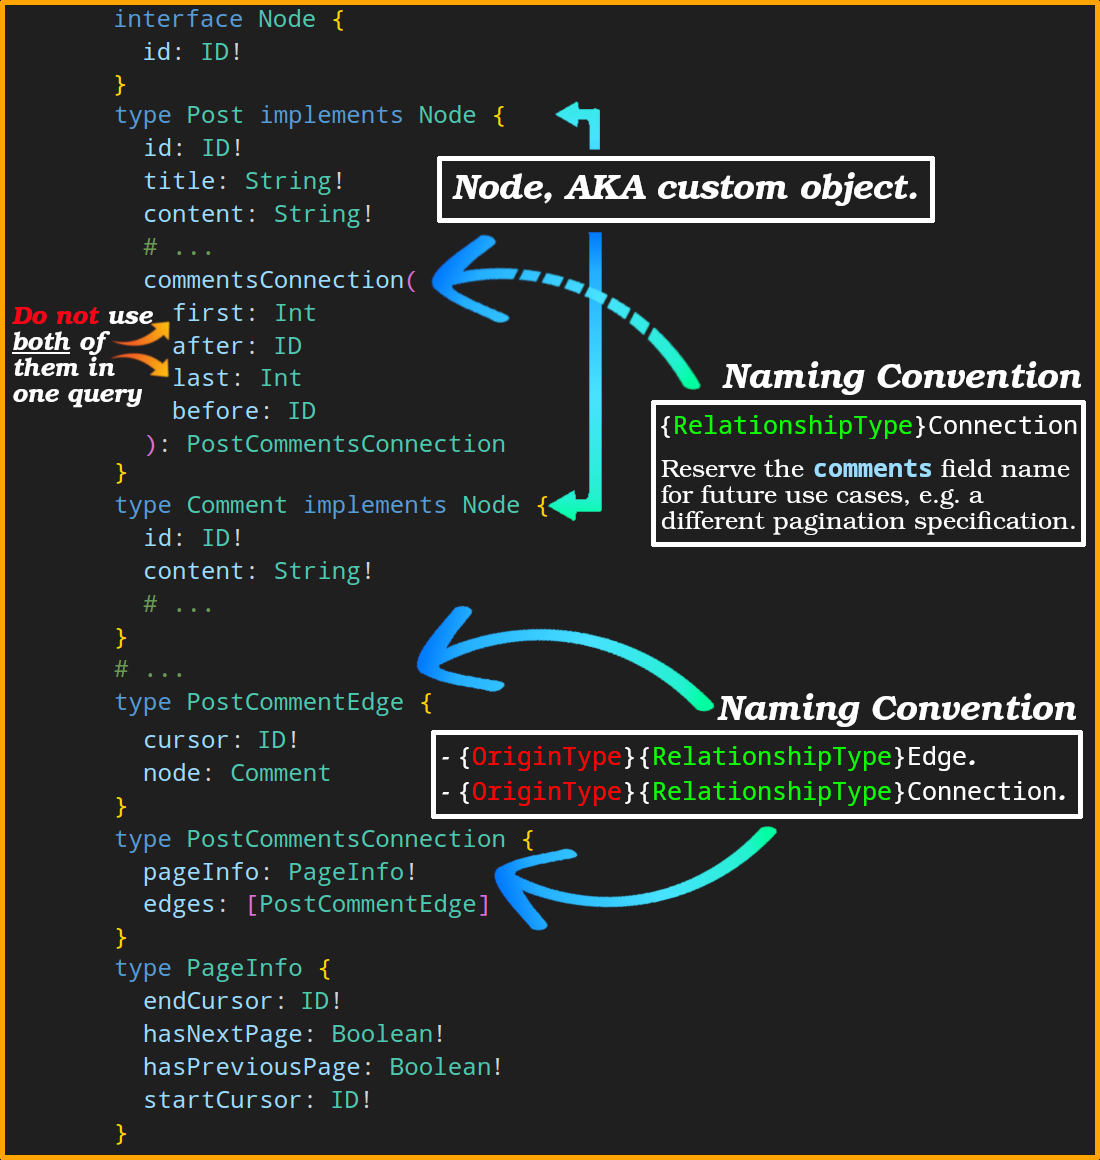 interface Node {
id: ID!
}
type Post implements Node {
id: ID!
title: String!
content: String!
# ...
commentsConnection(
first: Int
after: ID
last: Int
before: ID
): PostCommentsConnection
}
type Comment implements Node {
id: ID!
content: String!
# ...
}
# ...
type PostCommentEdge {
cursor: ID!
node: Comment
}
type PostCommentsConnection {
pageInfo: PageInfo!
edges: [PostCommentEdge]
}
type PageInfo {
endCursor: ID!
hasNextPage: Boolean!
hasPreviousPage: Boolean!
startCursor: ID!
}
Node, AKA custom object.
Do not use
both of
them in
one query
Naming Convention
{RelationshipType}Connection
Reserve the comments field name
for future use cases, e.g. a
different pagination specification.
Naming Convention
- {OriginType}{RelationshipType}Edge.
- {OriginType}{RelationshipType}Connection.